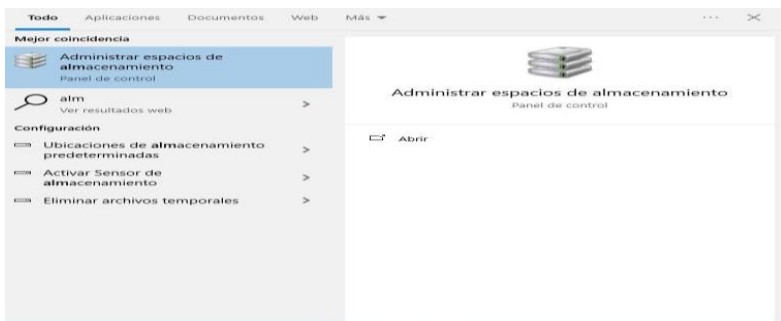 Todo Aplicaciones Documentos Web Más
Mejor coincidencia
Administrar espacios de
almacenamiento
Panel de control
alm
Ver resultados web
Configuración
Ubicaciones de almacenamiento
predeterminadas
Activar Sensor de
almacenamiento
Eliminar archivos temporales
Administrar espacios de almacenamiento
Panel de control
Abrir